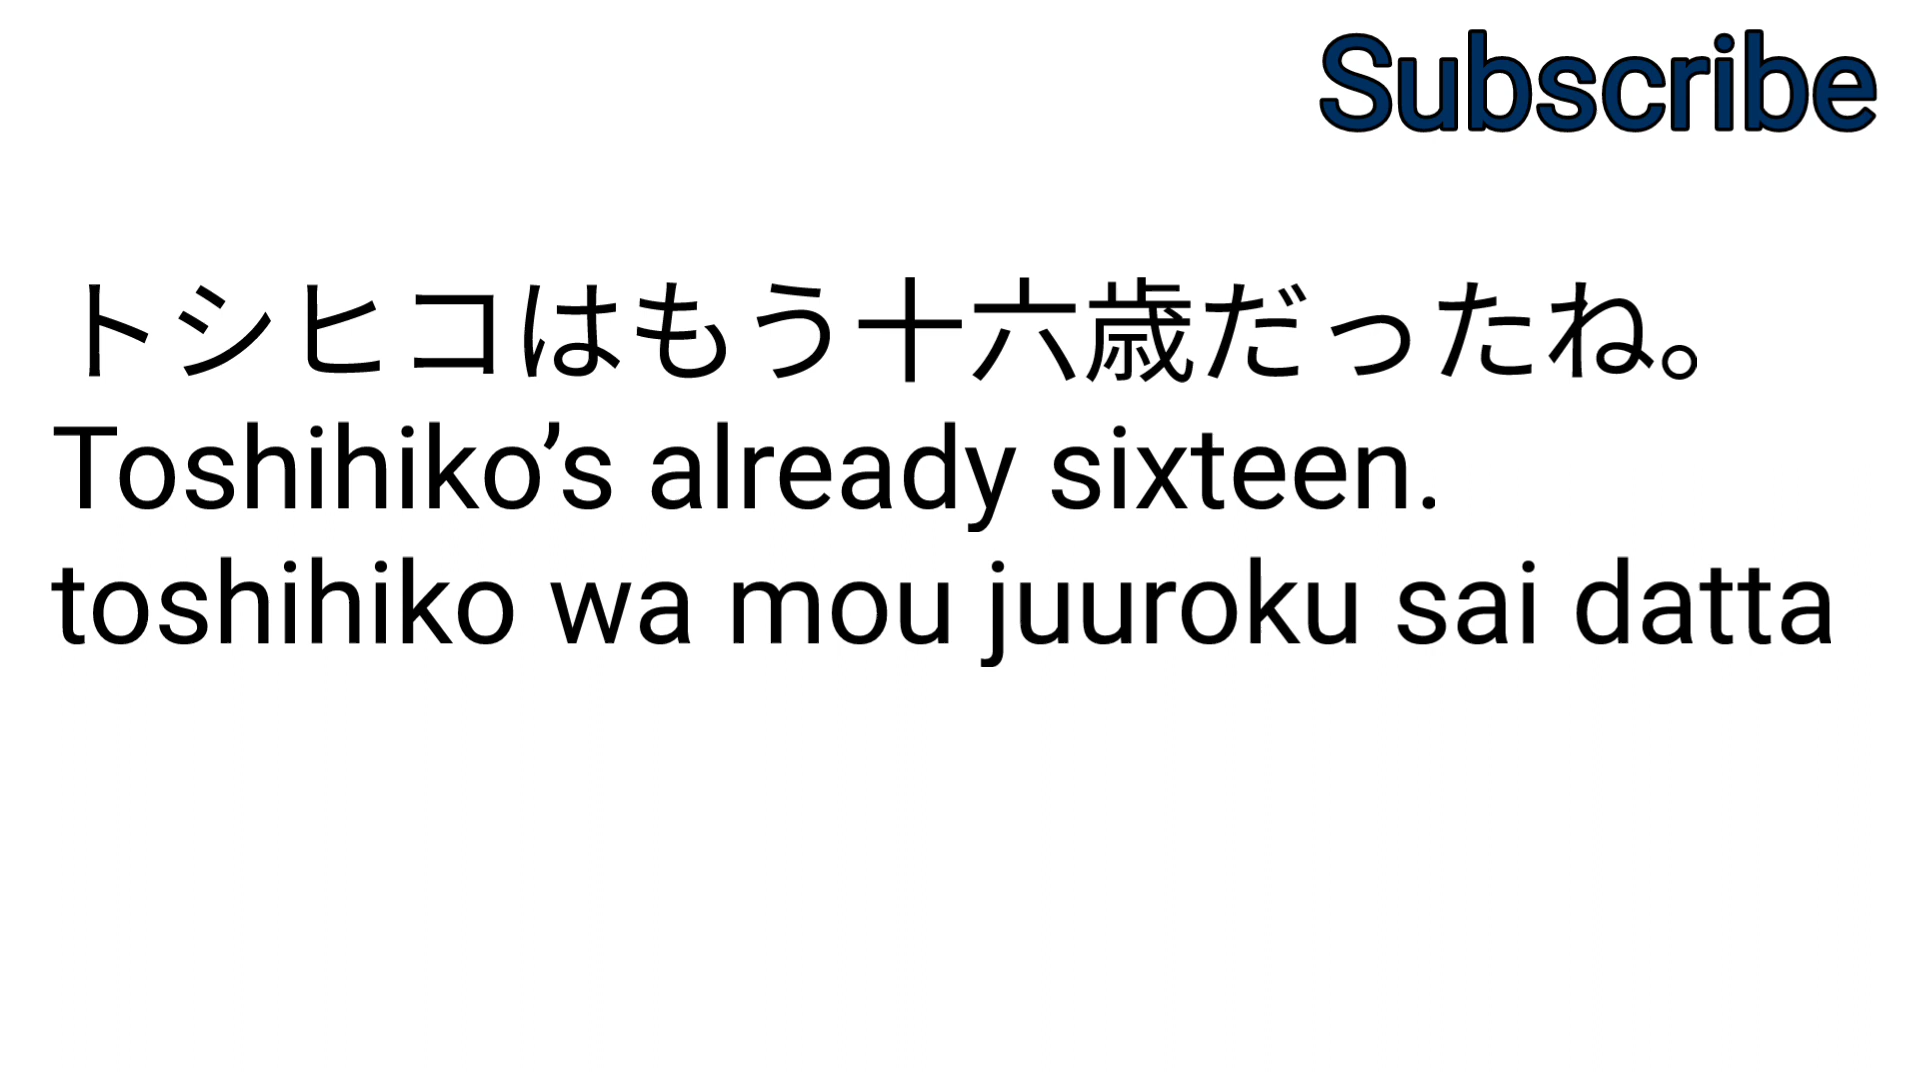 Subscribe
トシヒコはもう十六歳だったね。
Toshihiko’s already sixteen.
toshihiko wa mou juuroku sai datta